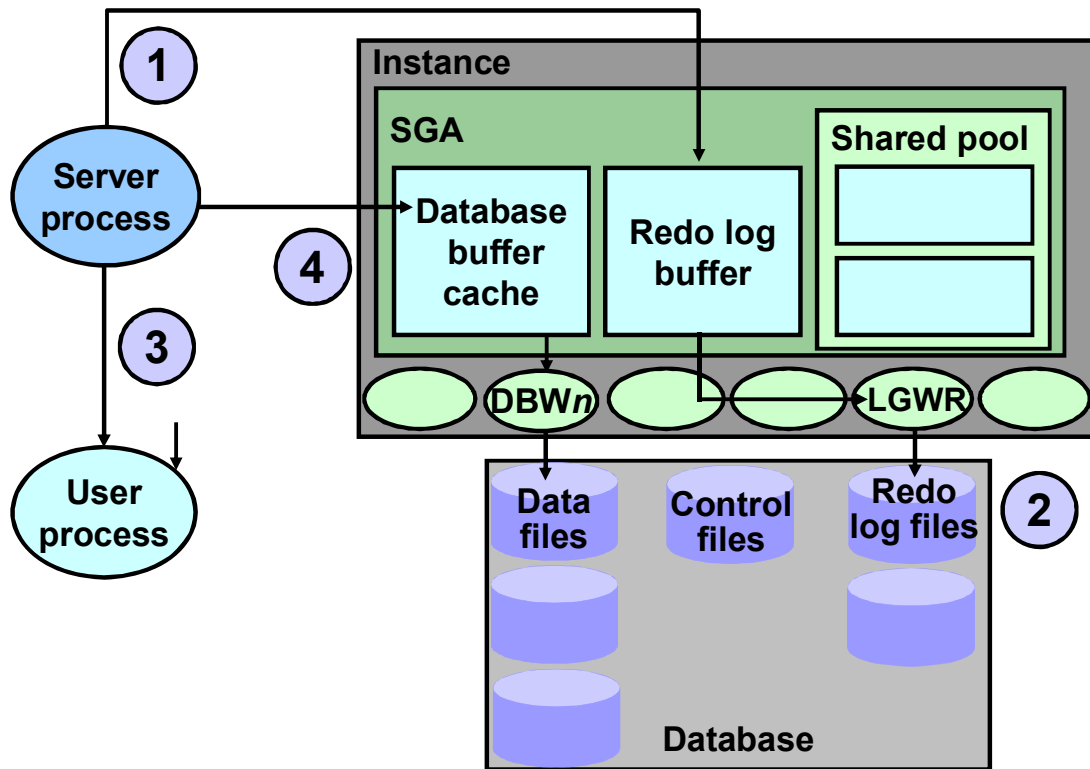 1
Instance
SGA
Shared pool
Server
process
Database
buffer
cache
Redo log
buffer
4
3
DBWn
LGWR
User
process
Data
files
Control
files
Redo
log files
2
Database